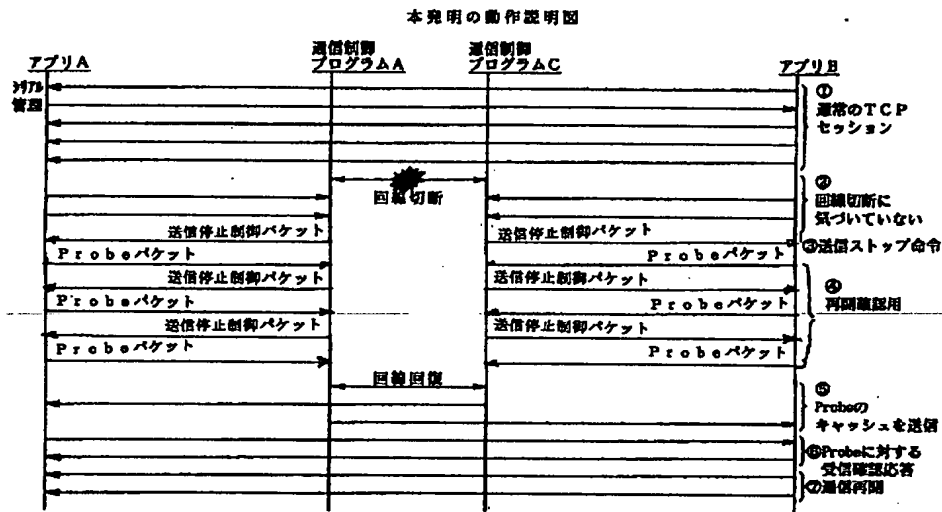 本発明の動作説明図
アプリA
通信制御
プログラムA
通信制御
プログラムC
アプリB
シリアル
管理
①
通常のTCP
セッション
回線切断
②
回線切断に
気づいていない
送信停止制御パケット
送信停止制御パケット
③送信ストップ命令
Probeパケット
Probeパケット
送信停止制御パケット
送信停止制御パケット
④
再開確認用
Probeパケット
Probeパケット
送信停止制御パケット
送信停止制御パケット
Probeパケット
Probeパケット
回線回復
⑤
Probeの
キャッシュを送信
⑥Probeに対する
受信確認応答
⑦通信再開